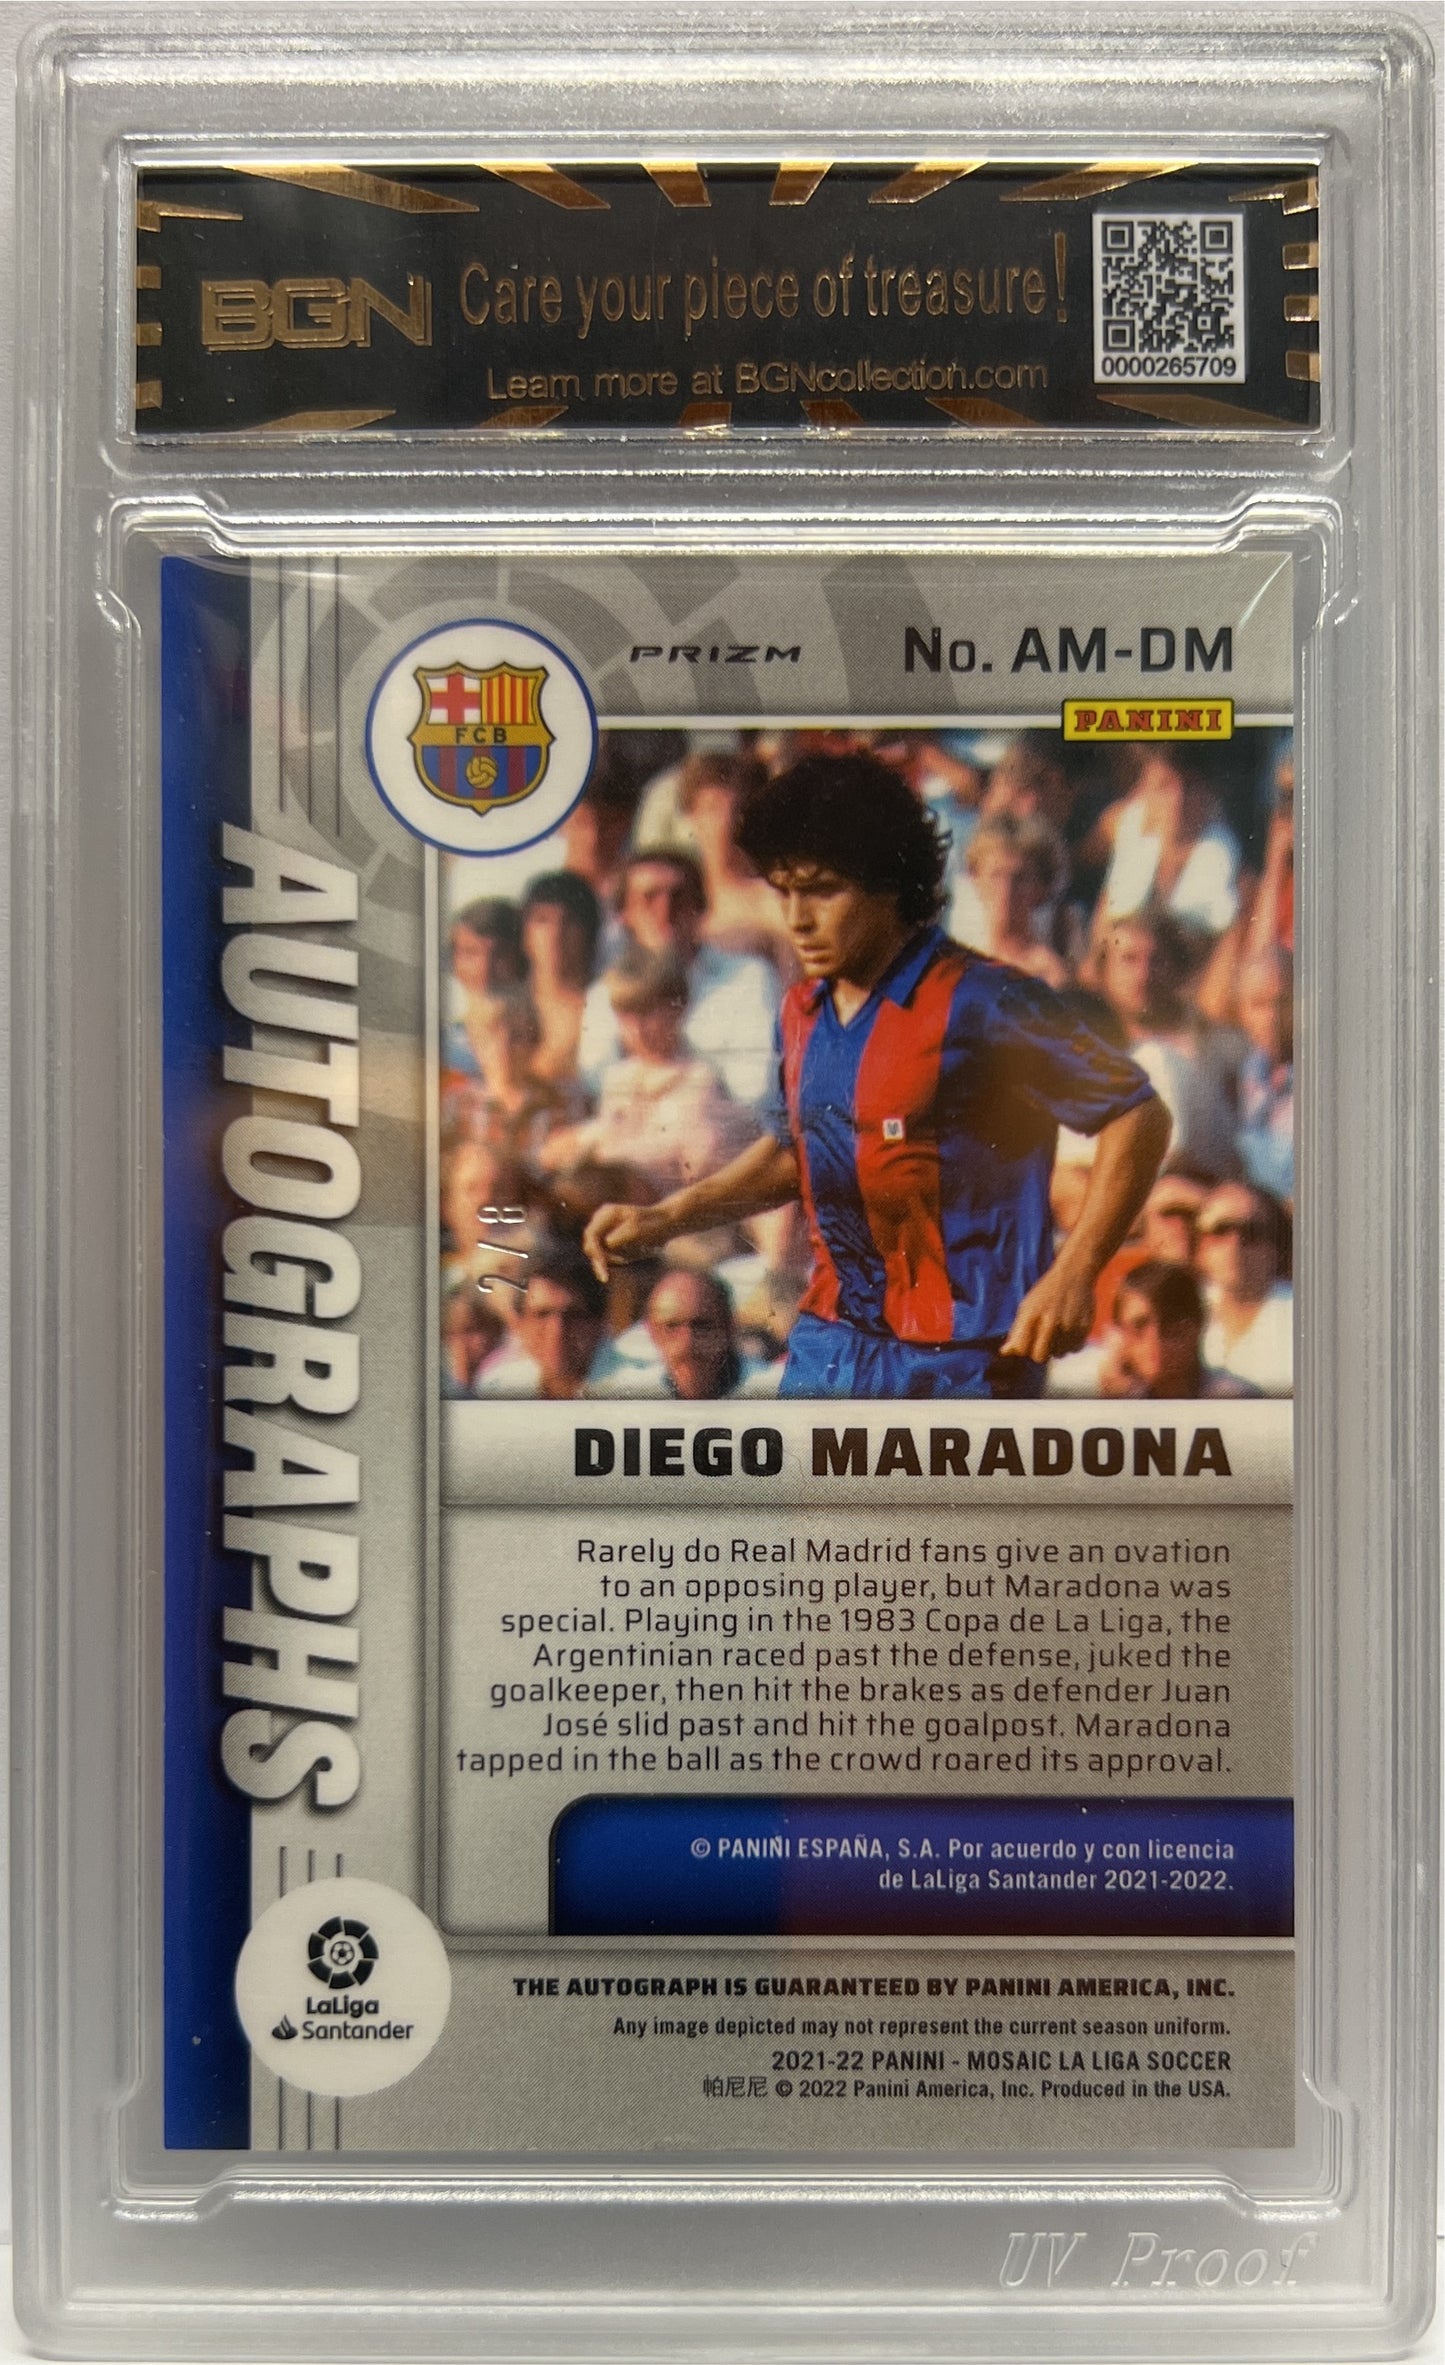 BGN
Care your piece of treasure!
Learn more at BGNcollection.com
0000265709
PRIZM
No. AM-DM
PANINI
FCB
AUTOGRAPHS
2/8
DIEGO MARADONA
Rarely do Real Madrid fans give an ovation
to an opposing player, but Maradona was
special. Playing in the 1983 Copa de La Liga, the
Argentinian raced past the defense, juked the
goalkeeper, then hit the brakes as defender Juan
José slid past and hit the goalpost. Maradona
tapped in the ball as the crowd roared its approval.
© PANINI ESPAÑA, S.A. Por acuerdo y con licencia
de LaLiga Santander 2021-2022.
LaLiga
Santander
THE AUTOGRAPH IS GUARANTEED BY PANINI AMERICA, INC.
Any image depicted may not represent the current season uniform.
2021-22 PANINI - MOSAIC LA LIGA SOCCER
帕尼尼 © 2022 Panini America, Inc. Produced in the USA.
UV Proof